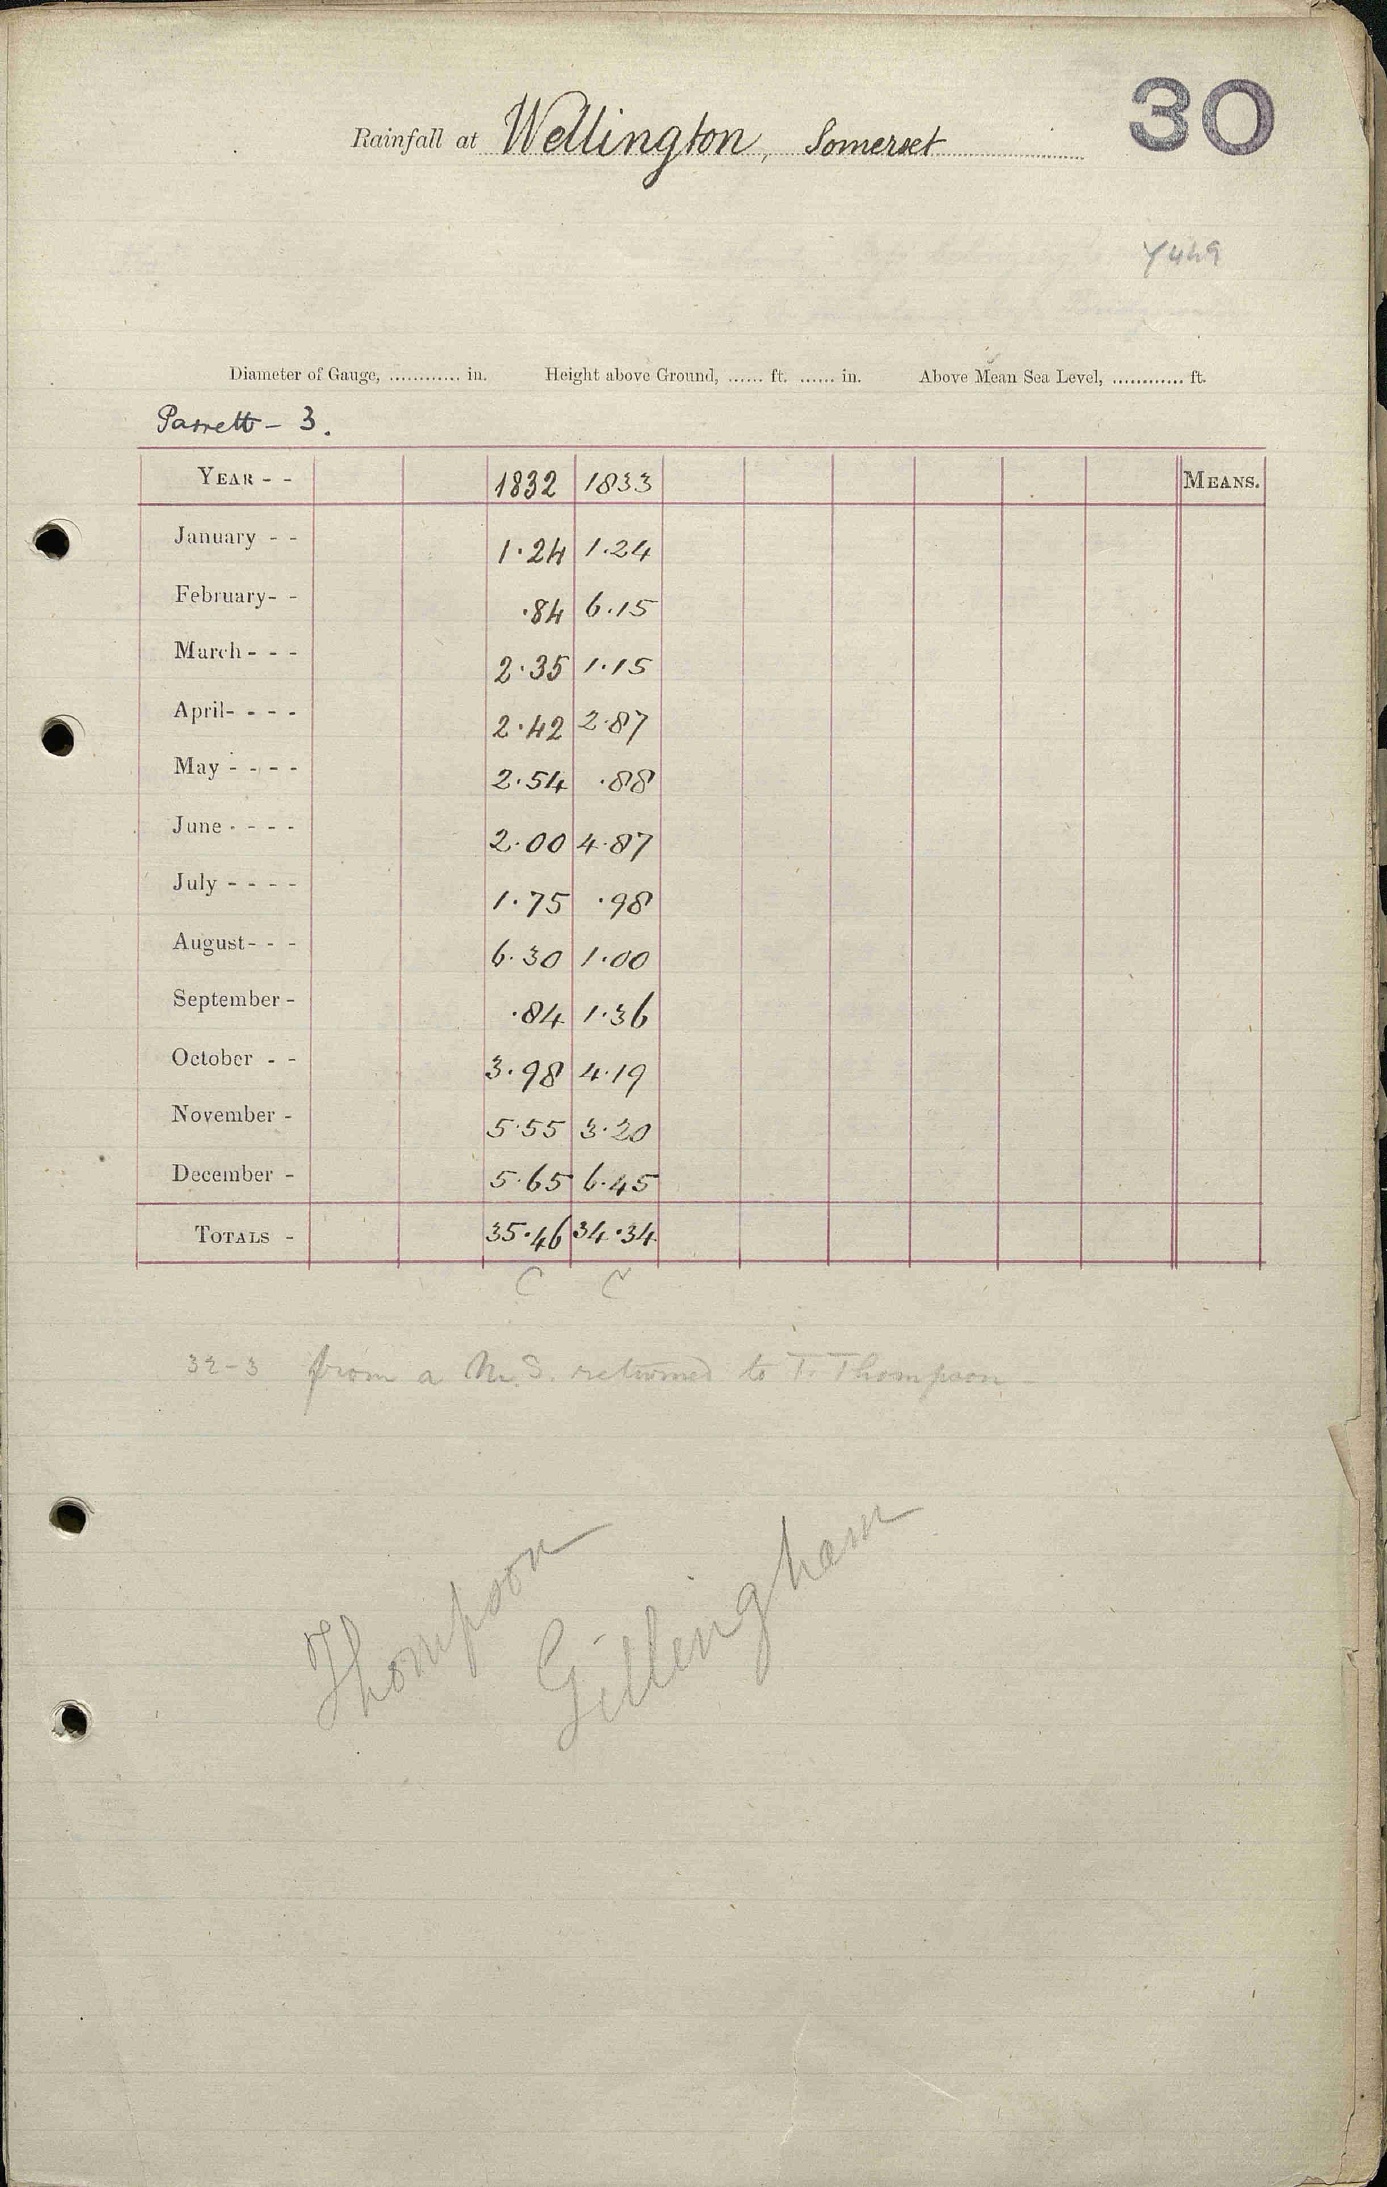 30
Rainfall at Wellington, Somerset
Diameter of Gauge, ............ in. Height above Ground, ...... ft. ...... in. Above Mean Sea Level, ............ ft.
Parrett - 3.
YEAR - - 1832 1833 MEANS.
January - - 1.24 1.24
February - - .84 6.15
March - - - 2.35 1.15
April - - - - 2.42 2.87
May - - - - 2.54 .88
June - - - - 2.00 4.87
July - - - - 1.75 .98
August - - - 6.30 1.00
September - .84 1.36
October - - 3.98 4.19
November - 5.55 3.20
December - 5.65 6.45
TOTALS - 35.46 34.34
C C
32-3 from a M.S. returned to T. Thompson
Thompson
Gillingham